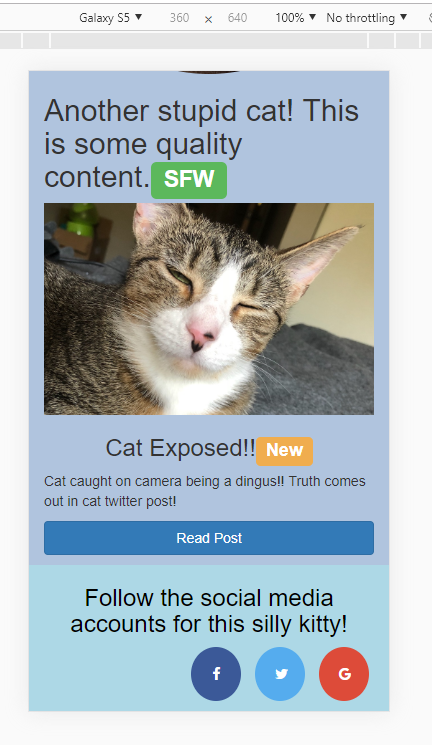 Galaxy S5 ▼ 360 × 640 100% ▼ No throttling ▼
Another stupid cat! This
is some quality
content. SFW
Cat Exposed!! New
Cat caught on camera being a dingus!! Truth comes
out in cat twitter post!
Read Post
Follow the social media
accounts for this silly kitty!
f G